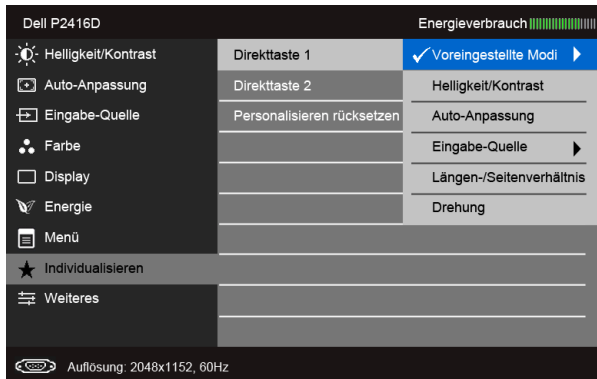 Dell P2416D
Energieverbrauch
Helligkeit/Kontrast
Direkttaste 1
Voreingestellte Modi
Auto-Anpassung
Direkttaste 2
Helligkeit/Kontrast
Eingabe-Quelle
Personalisieren rücksetzen
Auto-Anpassung
Farbe
Eingabe-Quelle
Display
Längen-/Seitenverhältnis
Energie
Drehung
Menü
Individualisieren
Weiteres
Auflösung: 2048x1152, 60Hz